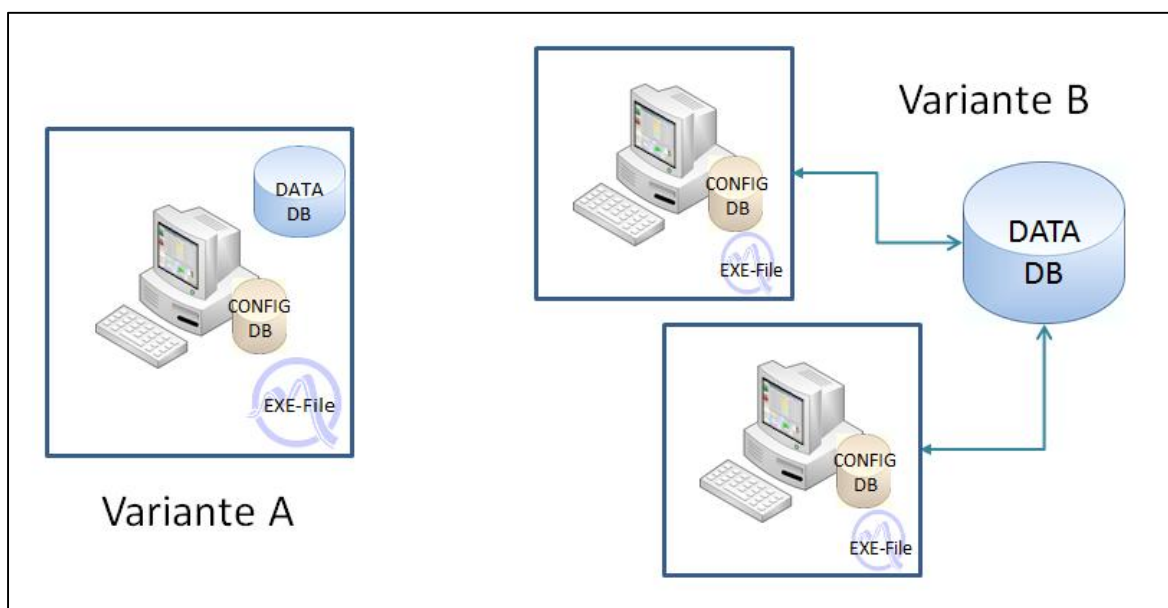 DATA
DB
CONFIG
DB
EXE-File
Variante A
CONFIG
DB
EXE-File
Variante B
DATA
DB
CONFIG
DB
EXE-File